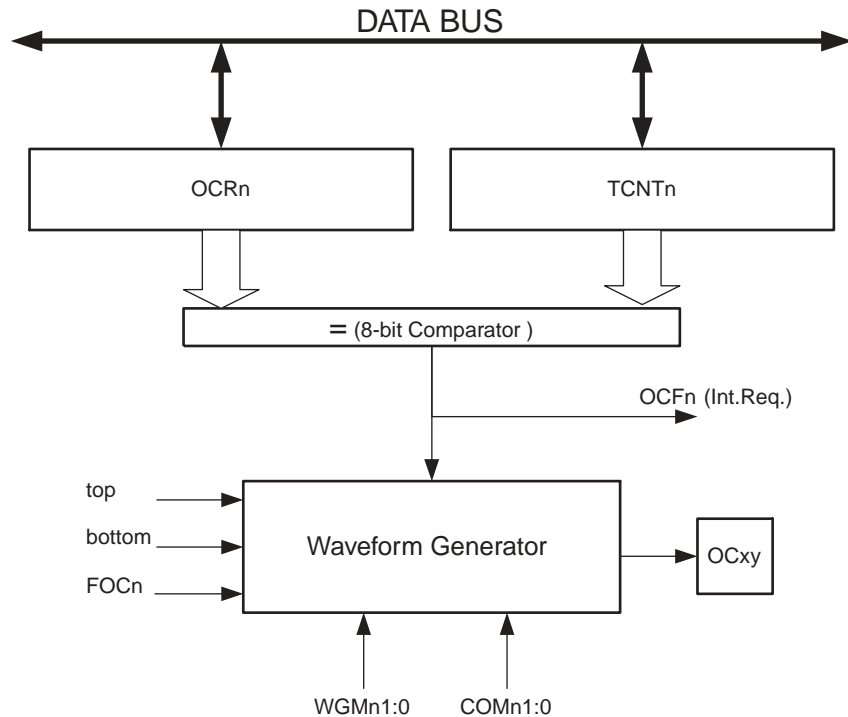 DATA BUS
OCRn
TCNTn
= (8-bit Comparator )
OCFn (Int.Req.)
top
bottom
FOCn
Waveform Generator
OCxy
WGMn1:0
COMn1:0